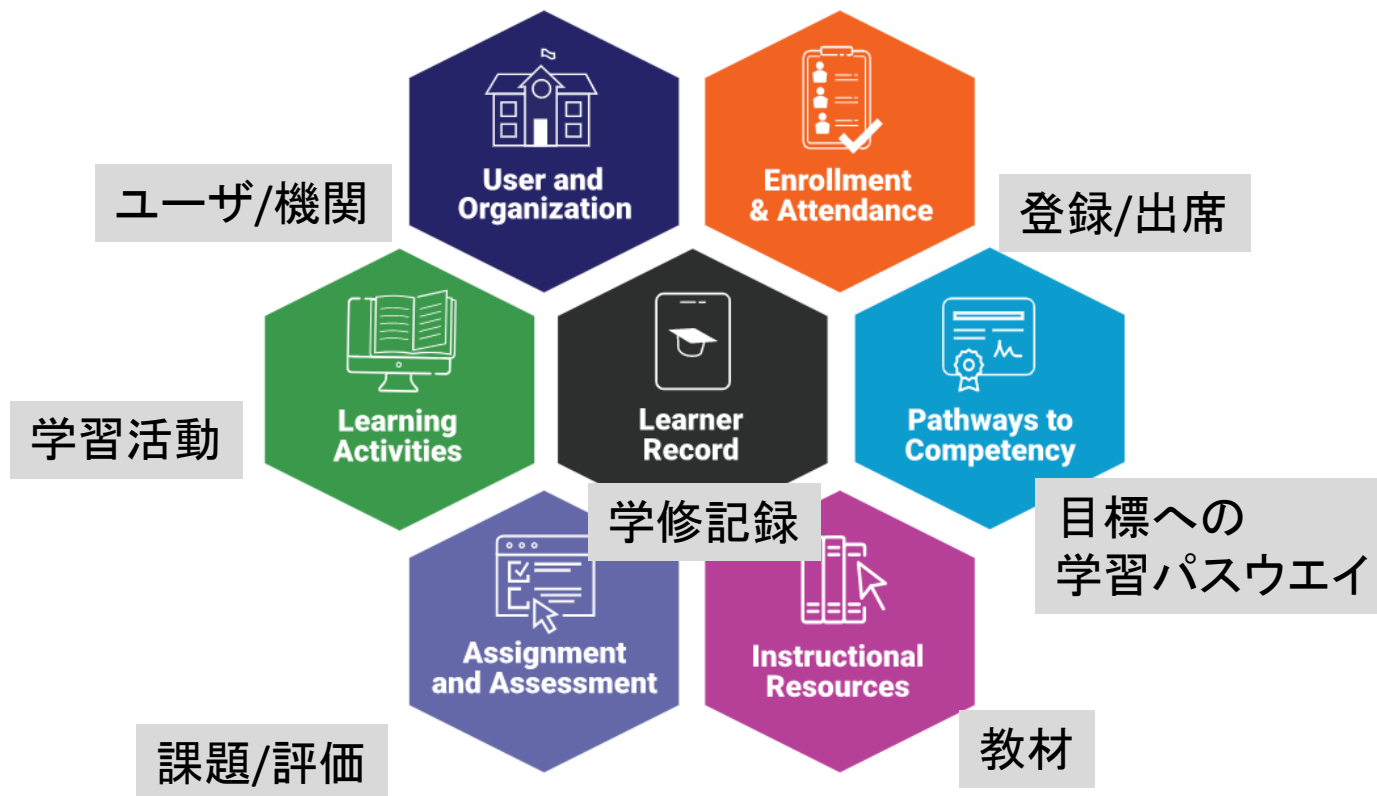 User and
Organization
Enrollment
& Attendance
ユーザ/機関
登録/出席
Learning
Activities
Learner
Record
Pathways to
Competency
学習活動
学修記録
目標への
学習パスウエイ
Assignment
and Assessment
Instructional
Resources
課題/評価
教材